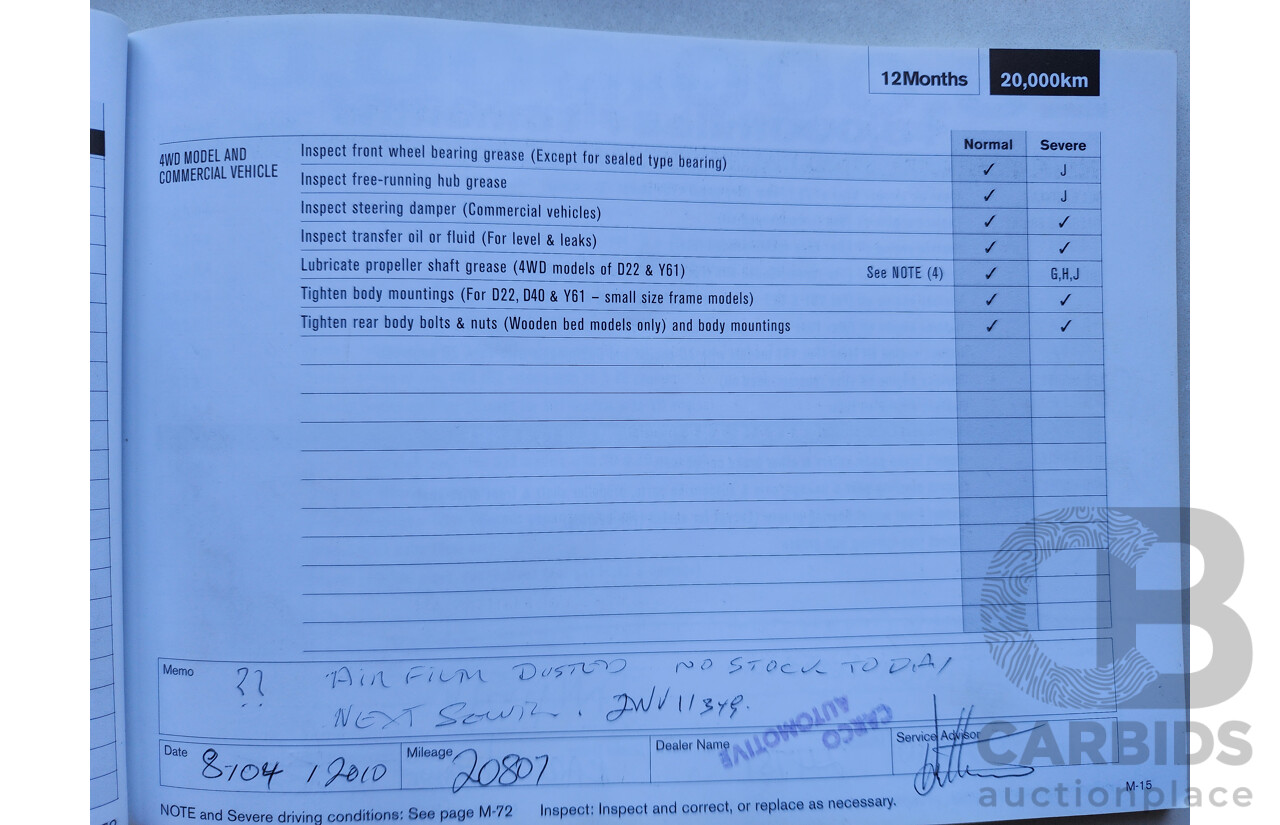 12Months 20,000km
Normal Severe
4WD MODEL AND
COMMERCIAL VEHICLE
Inspect front wheel bearing grease (Except for sealed type bearing) ✓ J
Inspect free-running hub grease ✓ J
Inspect steering damper (Commercial vehicles) ✓ ✓
Inspect transfer oil or fluid (For level & leaks) ✓ ✓
Lubricate propeller shaft grease (4WD models of D22 & Y61) See NOTE (4) ✓ G,H,J
Tighten body mountings (For D22, D40 & Y61 – small size frame models) ✓ ✓
Tighten rear body bolts & nuts (Wooden bed models only) and body mountings ✓ ✓
Memo ?? AIR DUSTED NO STOCK TODAY
NEXT
Date 8/04/2010 Mileage 20807 Dealer Name CARCO AUTOMOTIVE Service Advisor
M-15
NOTE and Severe driving conditions: See page M-72 Inspect: Inspect and correct, or replace as necessary.
CB
CARBIDS
auctionplace